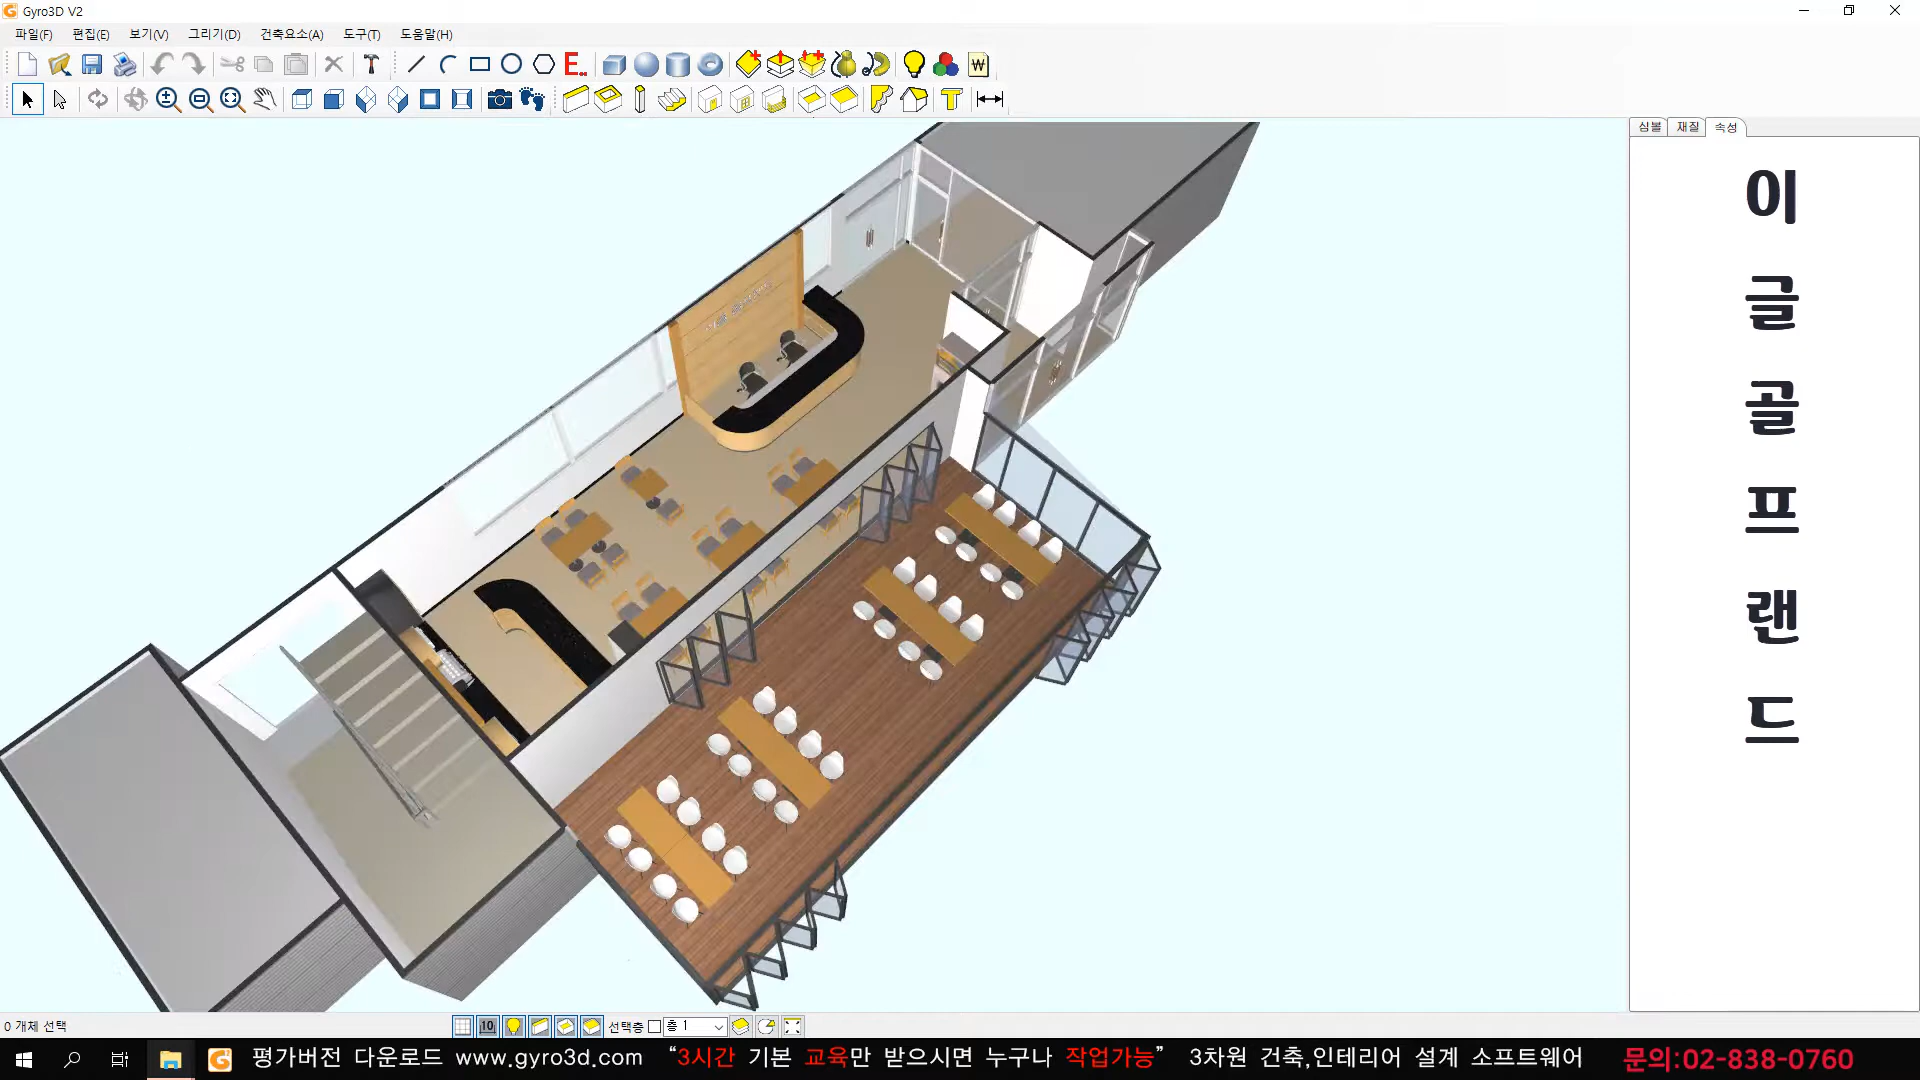 Gyro3D V2
파일(F) 편집(E) 보기(V) 그리기(D) 건축요소(A) 도구(T) 도움말(H)
E..
W
T
심볼 재질 속성
이
글
골
프
랜
드
0 개체 선택
10
선택층
층 1
평가버전 다운로드 www.gyro3d.com “3시간 기본 교육만 받으시면 누구나 작업가능” 3차원 건축,인테리어 설계 소프트웨어 문의:02-838-0760